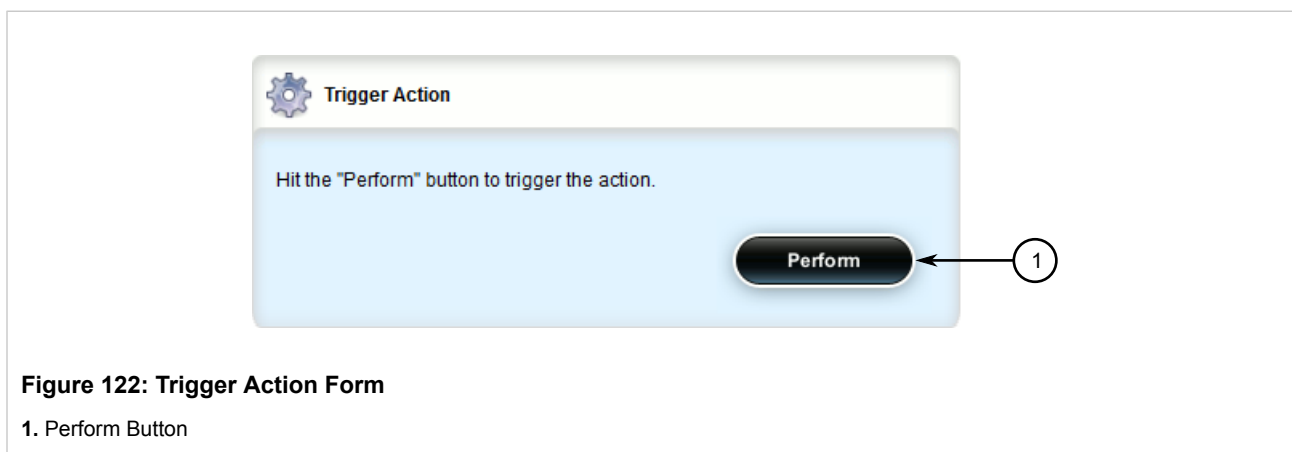 Trigger Action
Hit the "Perform" button to trigger the action.
Perform
1
Figure 122: Trigger Action Form
1. Perform Button